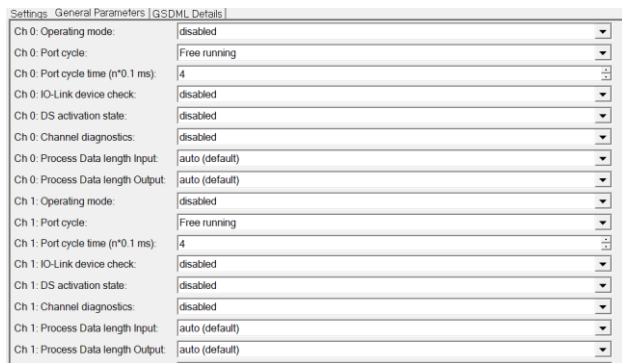 Settings General Parameters GSDML Details
Ch 0: Operating mode: disabled
Ch 0: Port cycle: Free running
Ch 0: Port cycle time (n*0.1 ms): 4
Ch 0: IO-Link device check: disabled
Ch 0: DS activation state: disabled
Ch 0: Channel diagnostics: disabled
Ch 0: Process Data length Input: auto (default)
Ch 0: Process Data length Output: auto (default)
Ch 1: Operating mode: disabled
Ch 1: Port cycle: Free running
Ch 1: Port cycle time (n*0.1 ms): 4
Ch 1: IO-Link device check: disabled
Ch 1: DS activation state: disabled
Ch 1: Channel diagnostics: disabled
Ch 1: Process Data length Input: auto (default)
Ch 1: Process Data length Output: auto (default)